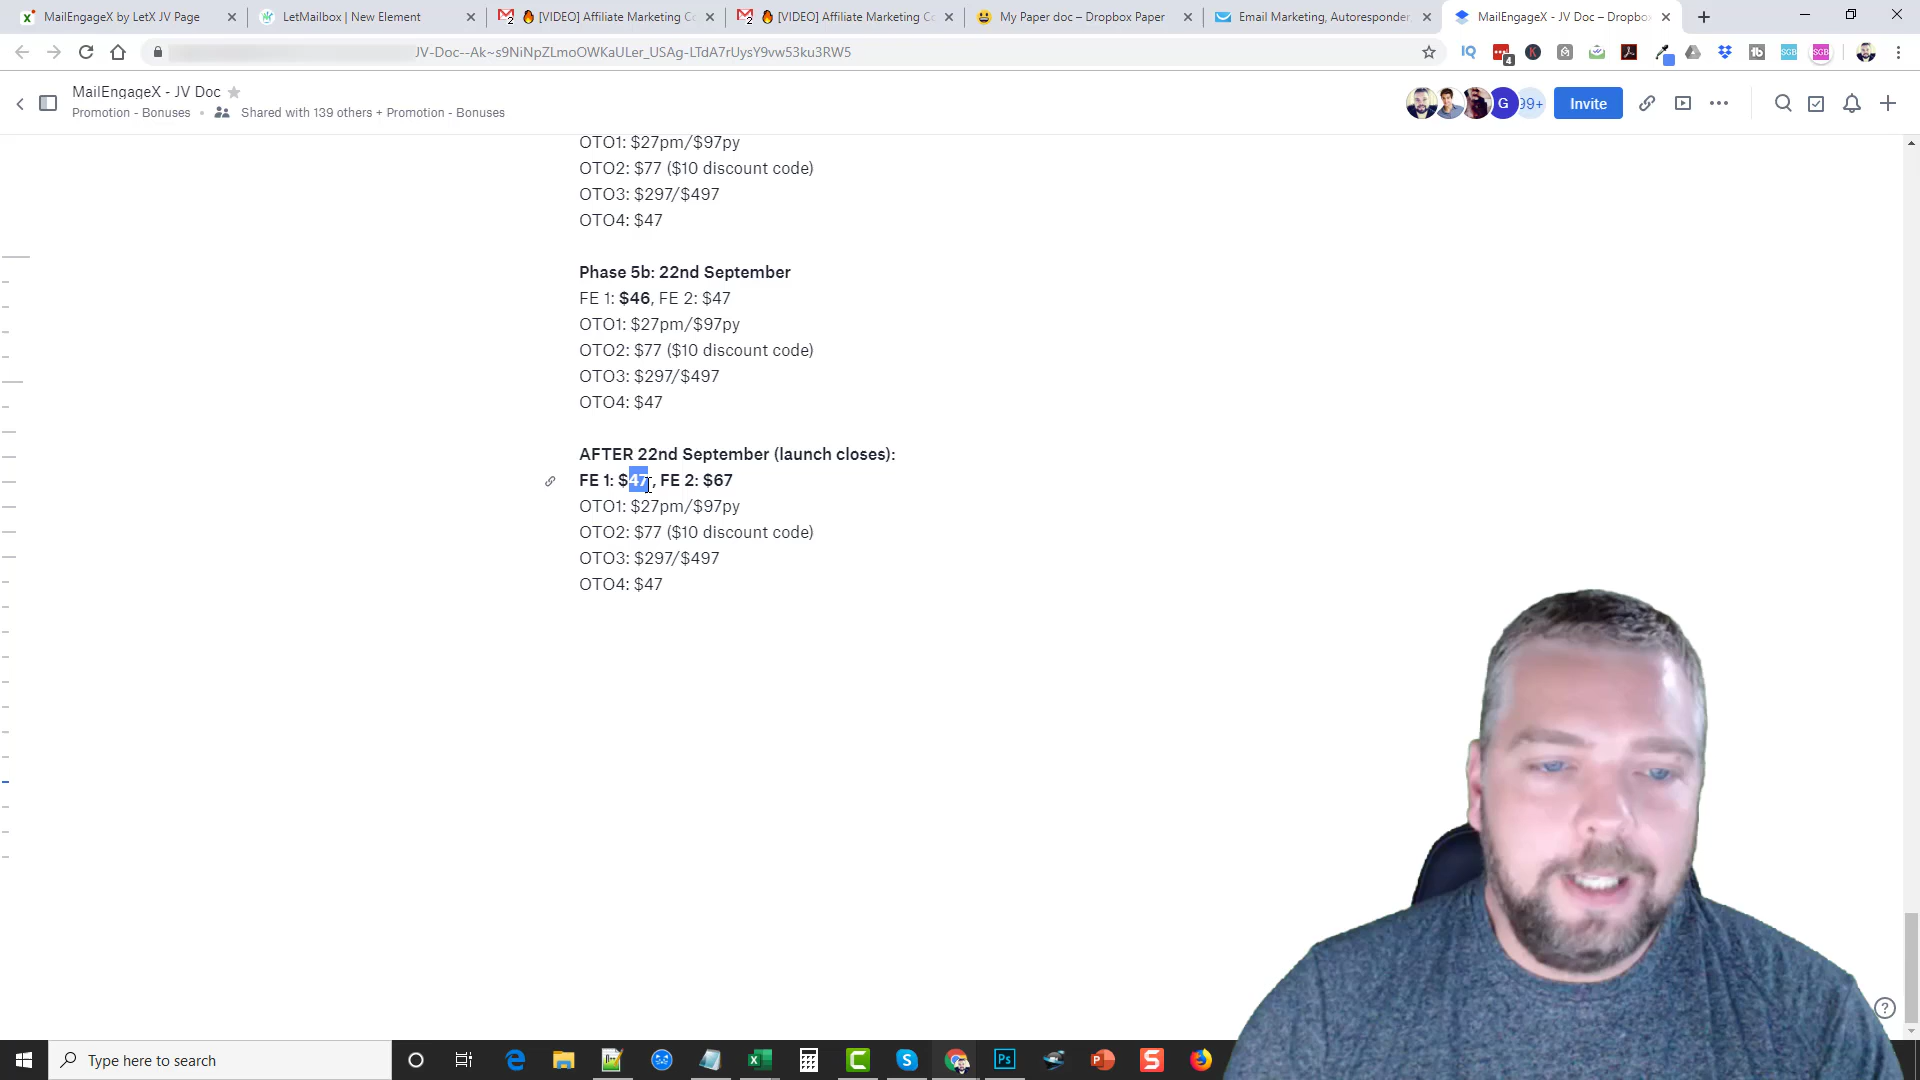 MailEngageX by LetX JV Page
LetMailbox | New Element
[VIDEO] Affiliate Marketing Co
[VIDEO] Affiliate Marketing Co
My Paper doc – Dropbox Paper
Email Marketing, Autoresponder,
MailEngageX - JV Doc – Dropbo
JV-Doc--Ak~s9NiNpZLmoOWKaULer_USAg-LTdA7rUysY9vw53ku3RW5
MailEngageX - JV Doc
Promotion - Bonuses
Shared with 139 others + Promotion - Bonuses
G
99+
Invite
OTO1: $27pm/$97py
OTO2: $77 ($10 discount code)
OTO3: $297/$497
OTO4: $47
Phase 5b: 22nd September
FE 1: $46, FE 2: $47
OTO1: $27pm/$97py
OTO2: $77 ($10 discount code)
OTO3: $297/$497
OTO4: $47
AFTER 22nd September (launch closes):
FE 1: $47, FE 2: $67
OTO1: $27pm/$97py
OTO2: $77 ($10 discount code)
OTO3: $297/$497
OTO4: $47
Type here to search